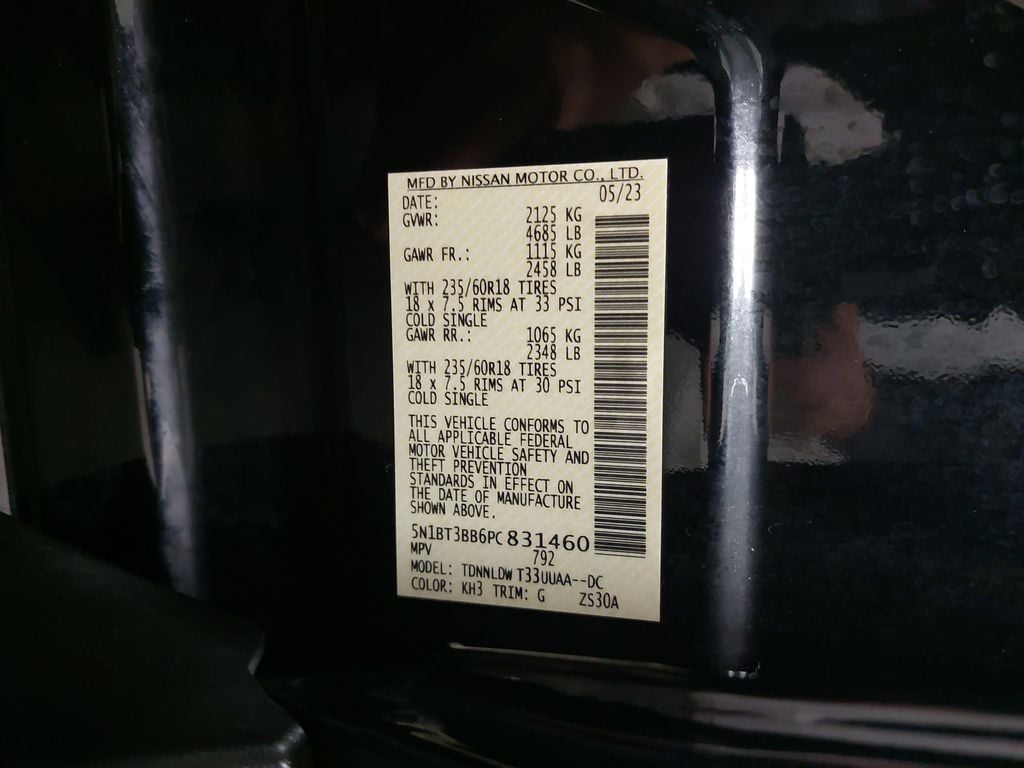 MFD BY NISSAN MOTOR CO., LTD.
DATE: 05/23
GVWR: 2125 KG
4685 LB
GAWR FR.: 1115 KG
2458 LB
WITH 235/60R18 TIRES
18 x 7.5 RIMS AT 33 PSI
COLD SINGLE
GAWR RR.: 1065 KG
2348 LB
WITH 235/60R18 TIRES
18 x 7.5 RIMS AT 30 PSI
COLD SINGLE
THIS VEHICLE CONFORMS TO
ALL APPLICABLE FEDERAL
MOTOR VEHICLE SAFETY AND
THEFT PREVENTION
STANDARDS IN EFFECT ON
THE DATE OF MANUFACTURE
SHOWN ABOVE.
5N1BT3BB6PC831460
MPV 792
MODEL: TDNNLDW T33UUAA--DC
COLOR: KH3 TRIM: G ZS30A